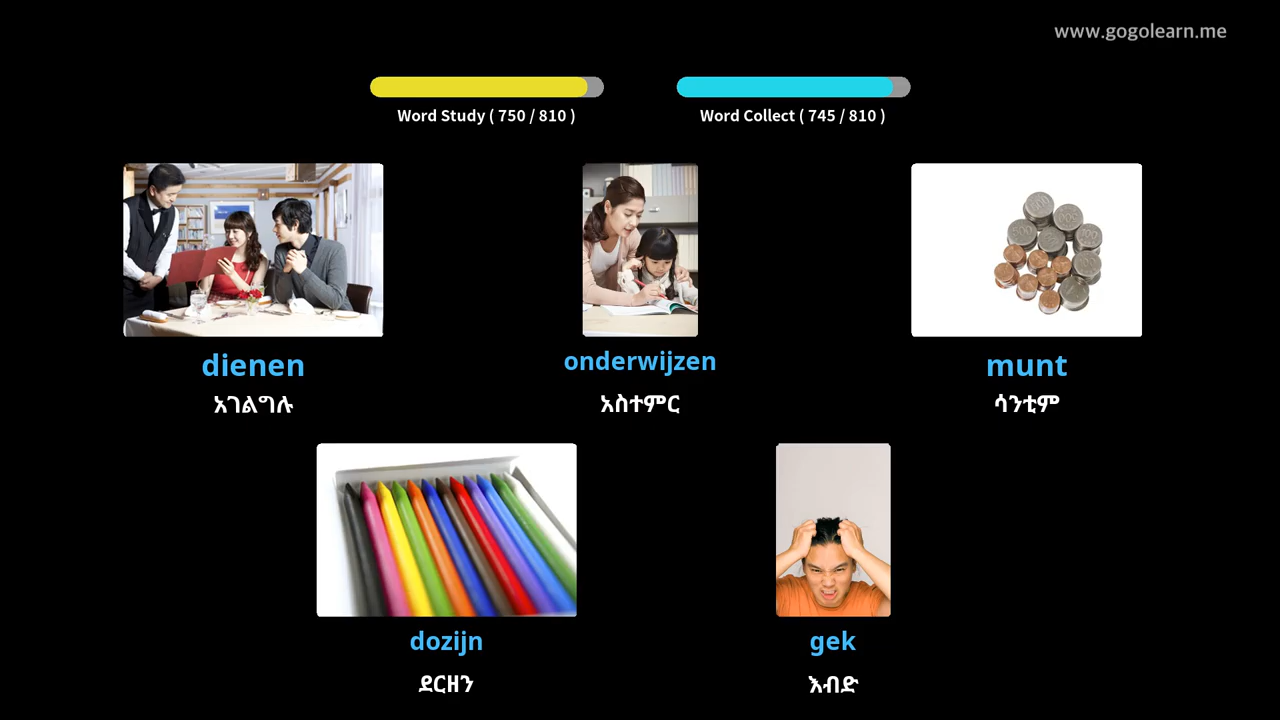 www.gogolearn.me
Word Study ( 750 / 810 )
Word Collect ( 745 / 810 )
dienen
onderwijzen
munt
አገልግሉ
አስተምር
ሳንቲም
dozijn
gek
ደርዘን
እብድ